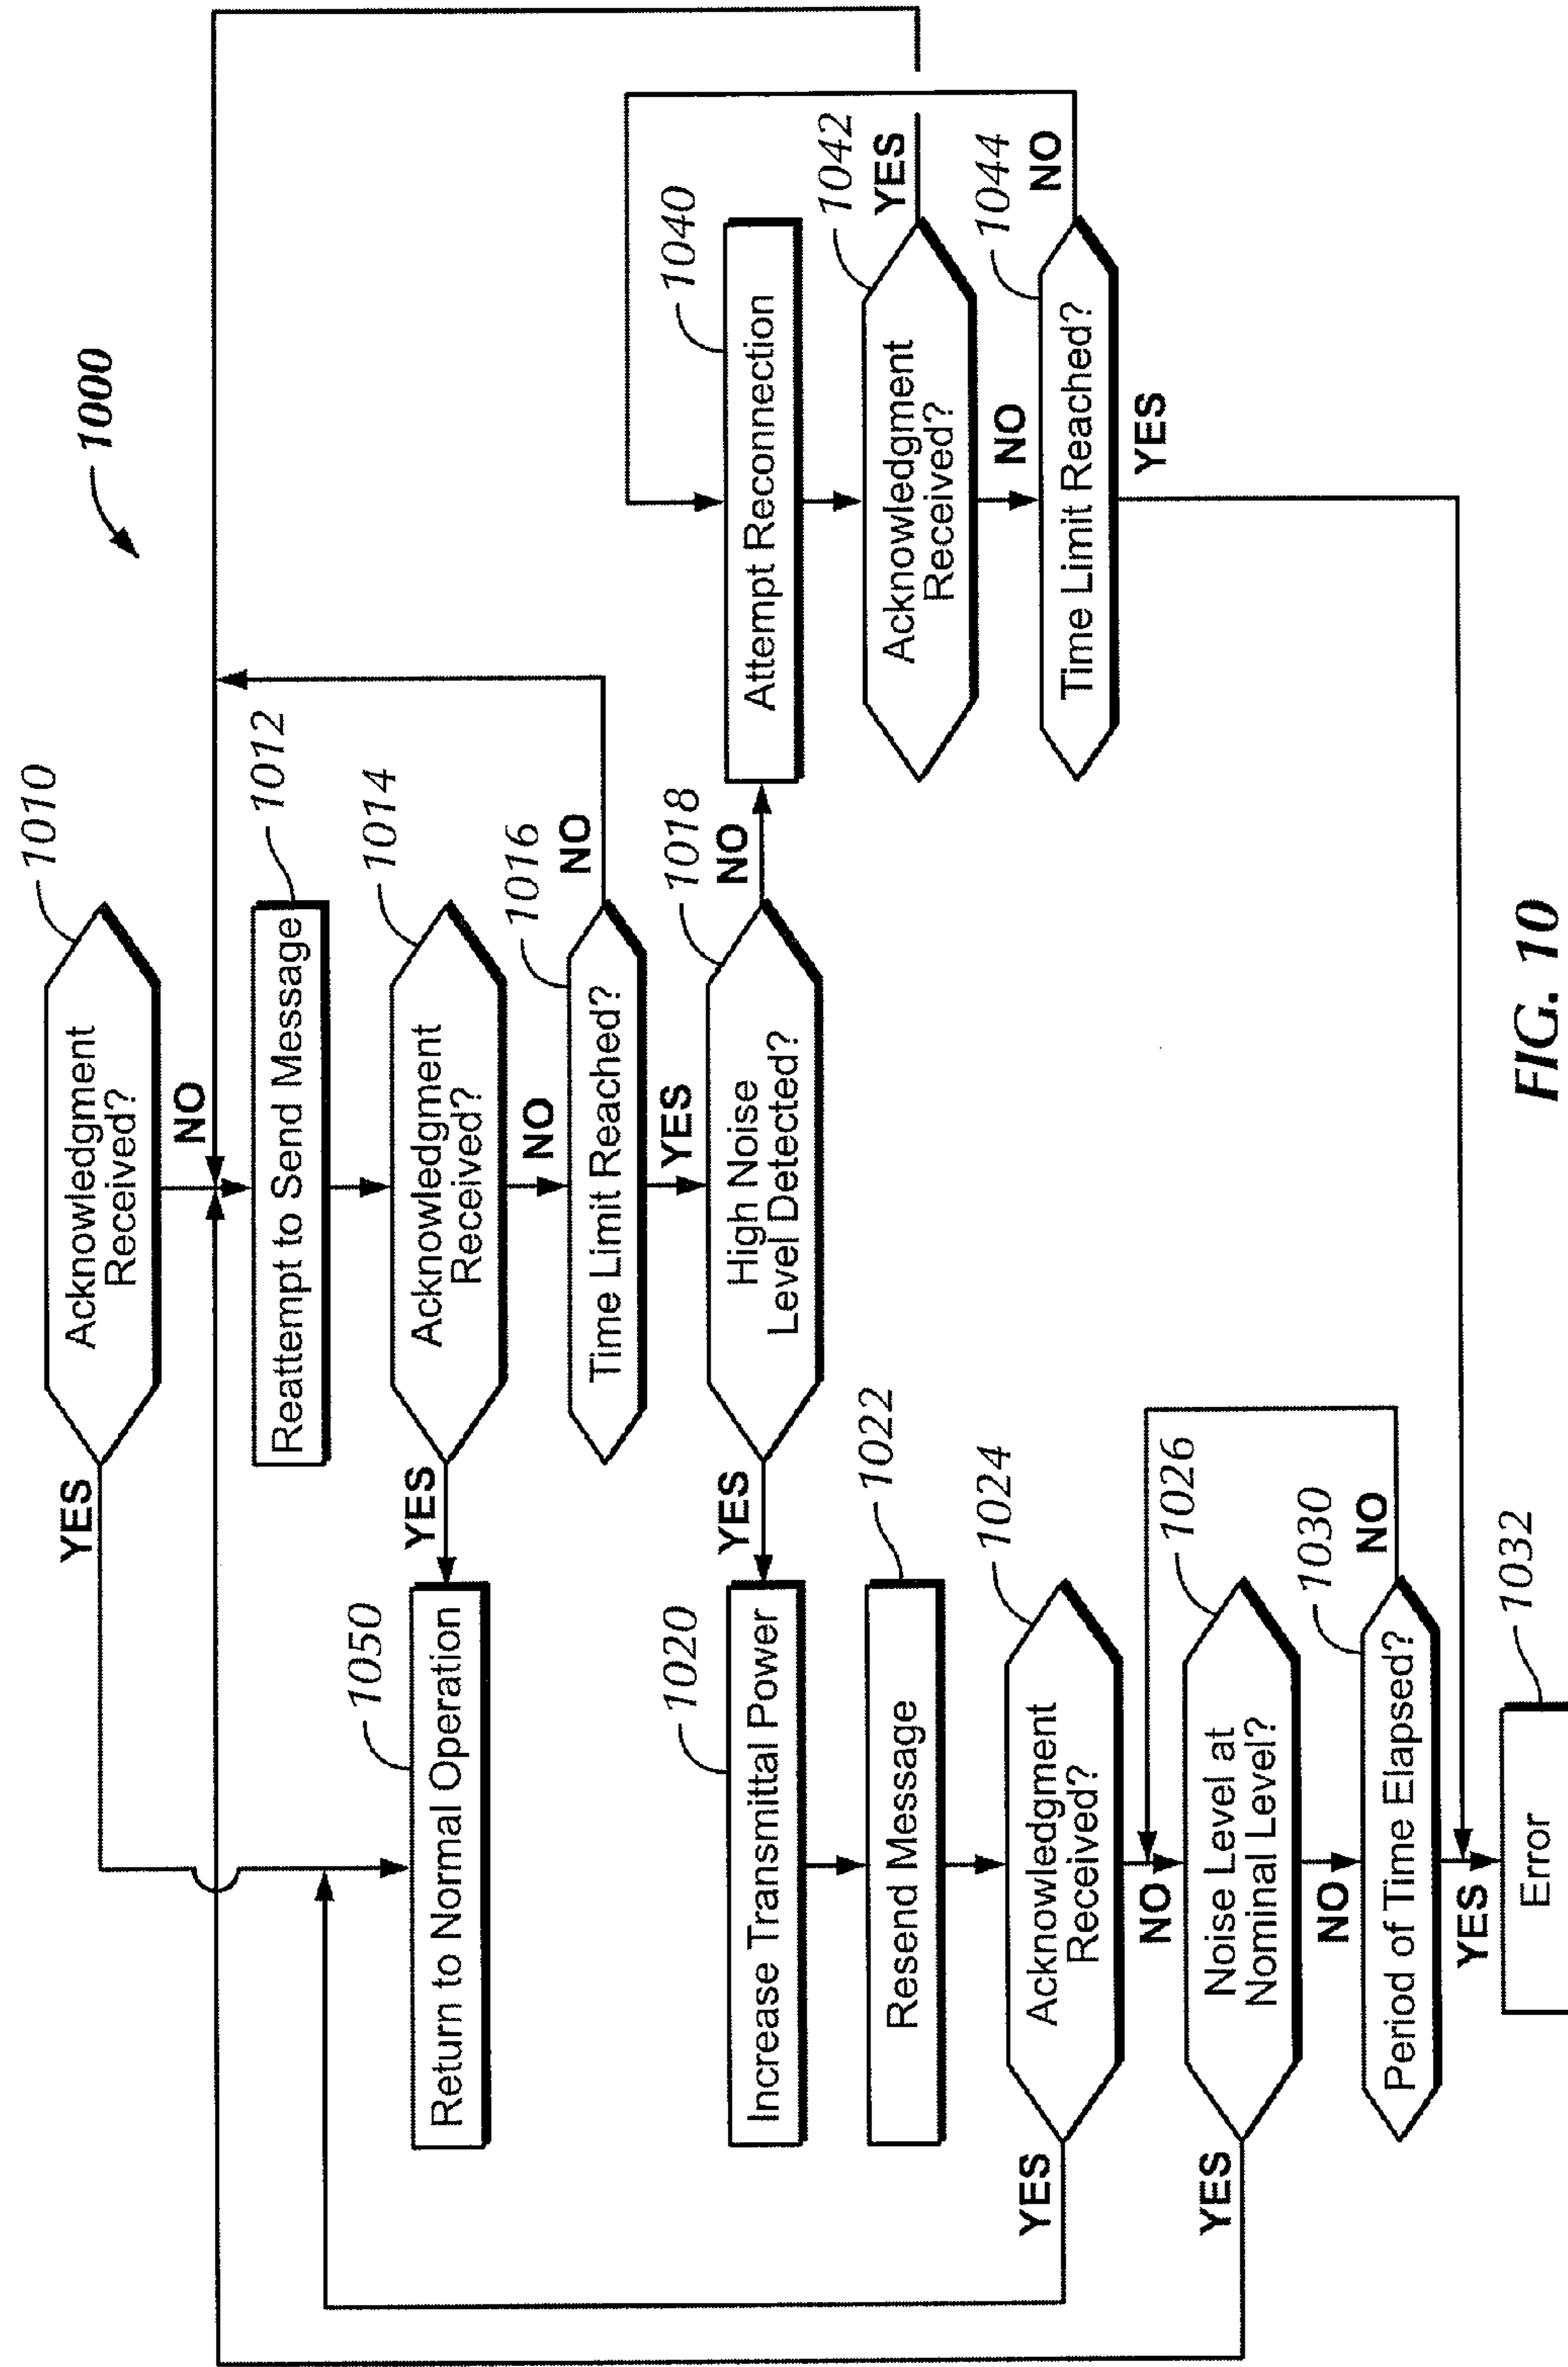 1000
1010
Acknowledgment
Received?
YES
NO
1012
Reattempt to Send Message
1014
Acknowledgment
Received?
YES
NO
1050
Return to Normal Operation
1016
Time Limit Reached?
NO
YES
1018
High Noise
Level Detected?
YES
NO
1020
Increase Transmittal Power
1022
Resend Message
1024
Acknowledgment
Received?
YES
NO
1026
Noise Level at
Nominal Level?
YES
NO
1030
Period of Time Elapsed?
NO
YES
1032
Error
1040
Attempt Reconnection
1042
Acknowledgment
Received?
YES
NO
1044
Time Limit Reached?
NO
YES
FIG. 10